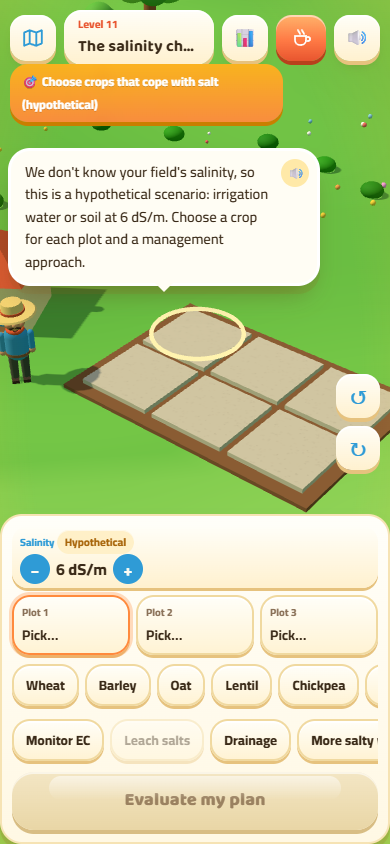 Level 11
The salinity ch...
🎯 Choose crops that cope with salt
(hypothetical)
We don't know your field's salinity, so
this is a hypothetical scenario: irrigation
water or soil at 6 dS/m. Choose a crop
for each plot and a management
approach.
Salinity Hypothetical
− 6 dS/m +
Plot 1 Plot 2 Plot 3
Pick... Pick... Pick...
Wheat Barley Oat Lentil Chickpea
Monitor EC Leach salts Drainage More salty
Evaluate my plan